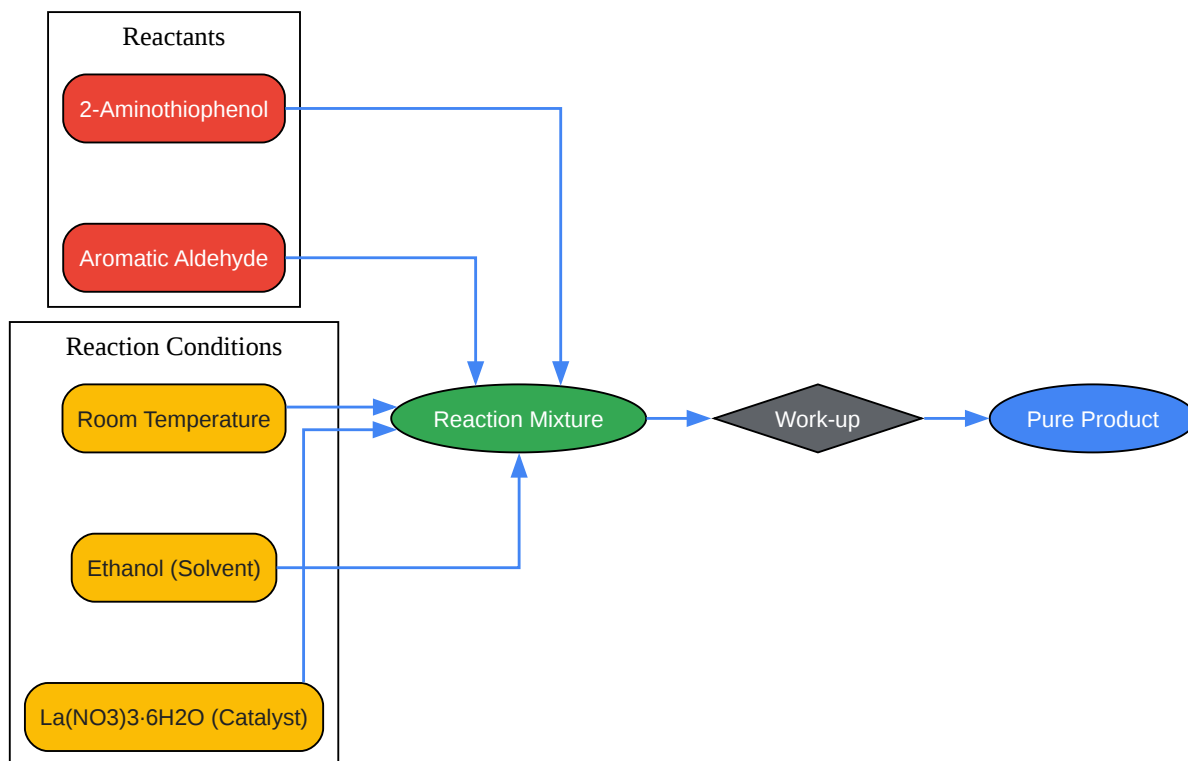 Reactants
2-Aminothiophenol
Aromatic Aldehyde
Reaction Conditions
Room Temperature
Ethanol (Solvent)
La(NO3)3·6H2O (Catalyst)
Reaction Mixture
Work-up
Pure Product